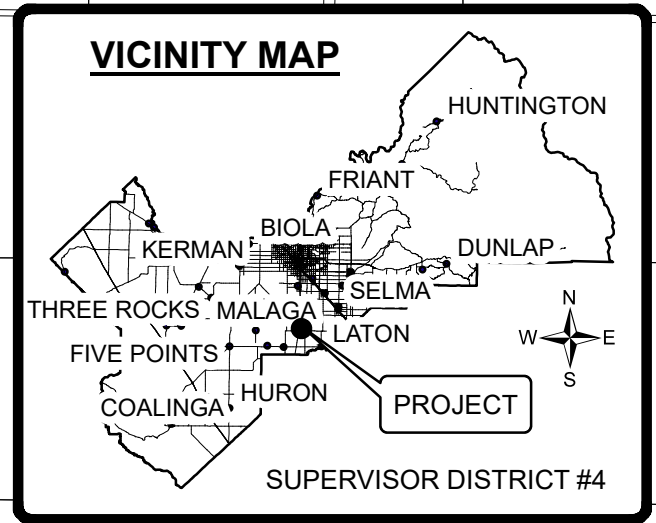 VICINITY MAP
HUNTINGTON
FRIANT
BIOLA
KERMAN
DUNLAP
SELMA
THREE ROCKS
MALAGA
LATON
FIVE POINTS
HURON
COALINGA
N
W E
S
PROJECT
SUPERVISOR DISTRICT #4